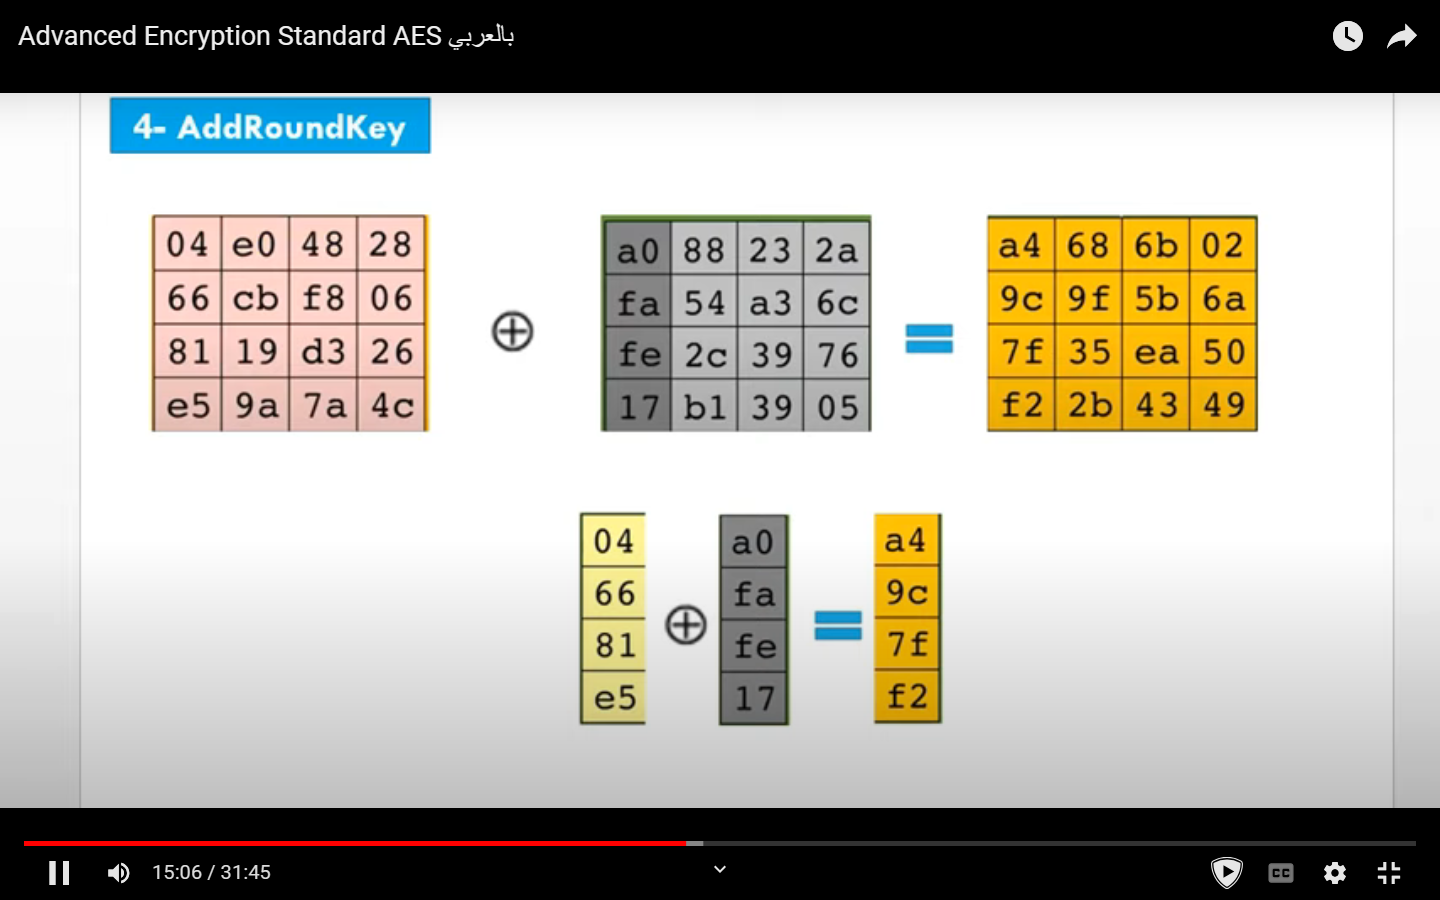 Advanced Encryption Standard AES بالعربي
4- AddRoundKey
04 e0 48 28
66 cb f8 06
81 19 d3 26
e5 9a 7a 4c
⊕
a0 88 23 2a
fa 54 a3 6c
fe 2c 39 76
17 b1 39 05
=
a4 68 6b 02
9c 9f 5b 6a
7f 35 ea 50
f2 2b 43 49
04
66
81
e5
⊕
a0
fa
fe
17
=
a4
9c
7f
f2
15:06 / 31:45
CC